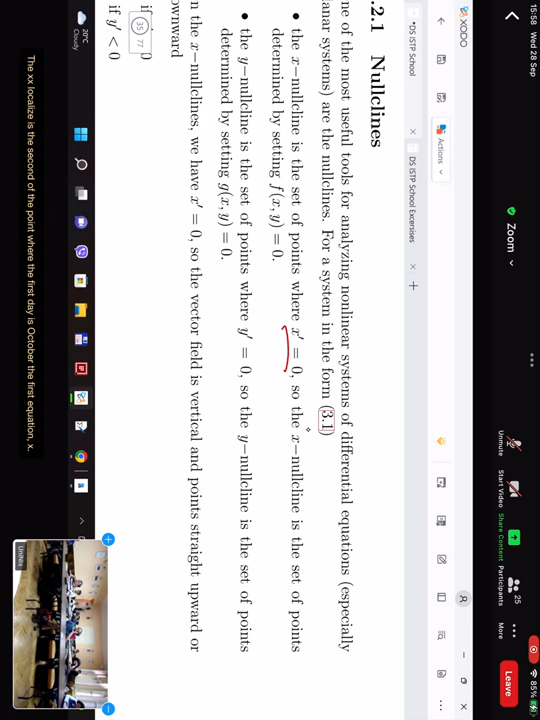 15:58 Wed 28 Sep
85%
Zoom
Unmute
Start Video
Share Content
25
Participants
More
Leave
XODO
*DS ISTP School
DS ISTP School Excersises
Actions
.2.1 Nullclines
ne of the most useful tools for analyzing nonlinear systems of differential equations (especially
lanar systems) are the nullclines. For a system in the form (3.1)
• the x−nullcline is the set of points where x′ = 0, so the x−nullcline is the set of points
determined by setting f(x, y) = 0.
• the y−nullcline is the set of points where y′ = 0, so the y−nullcline is the set of points
determined by setting g(x, y) = 0.
n the x−nullclines, we have x′ = 0, so the vector field is vertical and points straight upward or
ownward
35 77
if y′ < 0
20°C
Cloudy
UniNis
The xx localize is the second of the point where the first day is October the first equation, x.